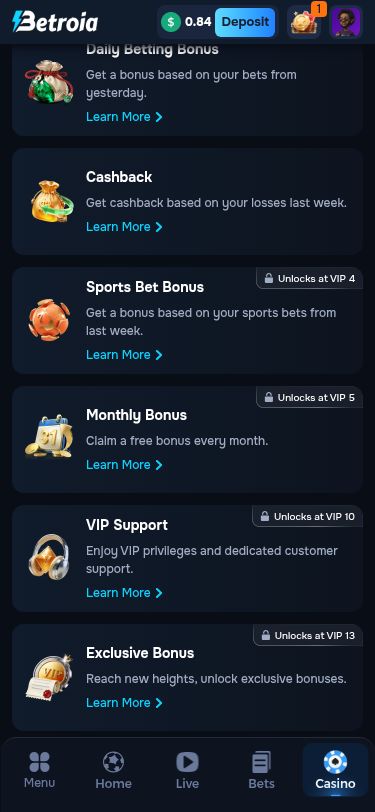 Betroia
$ 0.84 Deposit
1
Daily Betting Bonus
Get a bonus based on your bets from
yesterday.
Learn More
Cashback
Get cashback based on your losses last week.
Learn More
Unlocks at VIP 4
Sports Bet Bonus
Get a bonus based on your sports bets from
last week.
Learn More
Unlocks at VIP 5
Monthly Bonus
Claim a free bonus every month.
Learn More
Unlocks at VIP 10
VIP Support
Enjoy VIP privileges and dedicated customer
support.
Learn More
Unlocks at VIP 13
Exclusive Bonus
Reach new heights, unlock exclusive bonuses.
Learn More
VIP
Menu Home Live Bets Casino